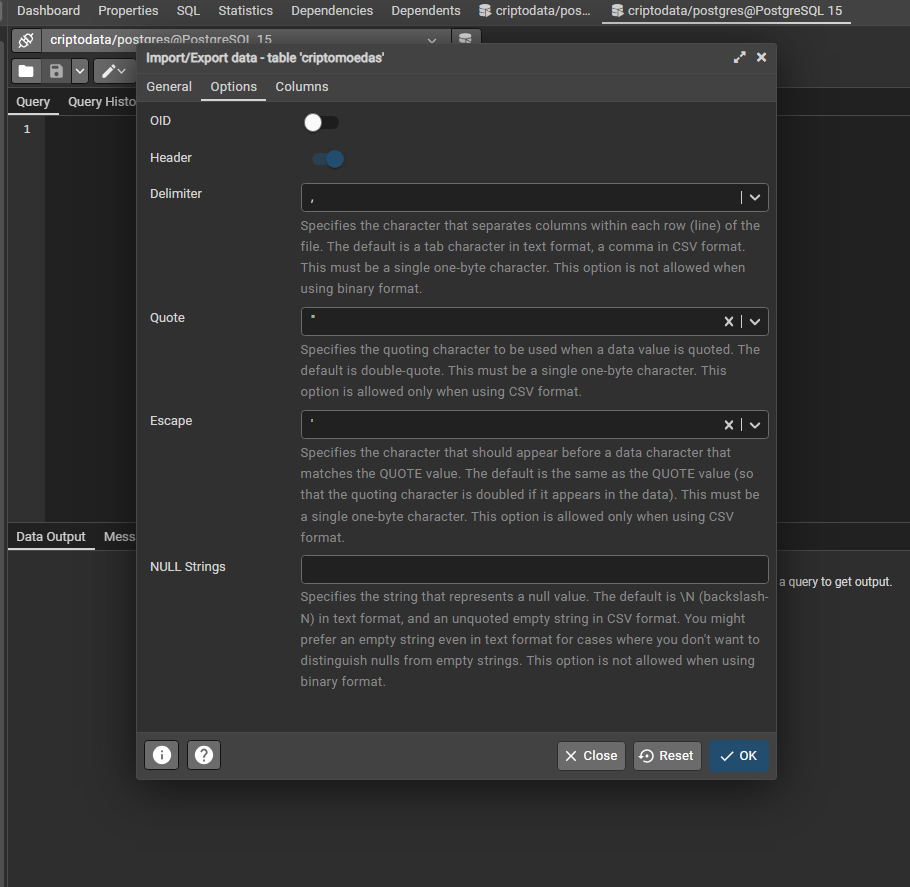 Dashboard Properties SQL Statistics Dependencies Dependents criptodata/pos... criptodata/postgres@PostgreSQL 15
criptodata/postgres@PostgreSQL 15
Import/Export data - table 'criptomoedas'
General Options Columns
Query Query Histo
1
OID
Header
Delimiter
,
Specifies the character that separates columns within each row (line) of the
file. The default is a tab character in text format, a comma in CSV format.
This must be a single one-byte character. This option is not allowed when
using binary format.
Quote
"
Specifies the quoting character to be used when a data value is quoted. The
default is double-quote. This must be a single one-byte character. This
option is allowed only when using CSV format.
Escape
'
Specifies the character that should appear before a data character that
matches the QUOTE value. The default is the same as the QUOTE value (so
that the quoting character is doubled if it appears in the data). This must be
a single one-byte character. This option is allowed only when using CSV
format.
Data Output Mess
NULL Strings
a query to get output.
Specifies the string that represents a null value. The default is \N (backslash-
N) in text format, and an unquoted empty string in CSV format. You might
prefer an empty string even in text format for cases where you don't want to
distinguish nulls from empty strings. This option is not allowed when using
binary format.
Close Reset OK